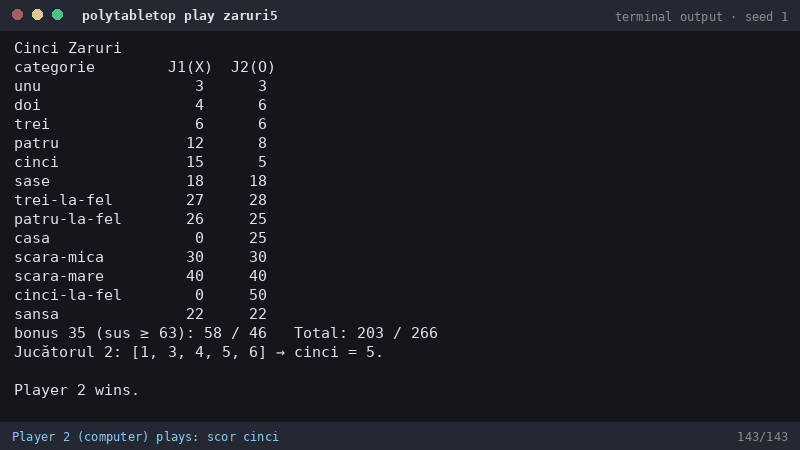 polytabletop play zaruri5
terminal output · seed 1
Cinci Zaruri
categorie J1(X) J2(O)
unu 3 3
doi 4 6
trei 6 6
patru 12 8
cinci 15 5
sase 18 18
trei-la-fel 27 28
patru-la-fel 26 25
casa 0 25
scara-mica 30 30
scara-mare 40 40
cinci-la-fel 0 50
sansa 22 22
bonus 35 (sus ≥ 63): 58 / 46 Total: 203 / 266
Jucătorul 2: [1, 3, 4, 5, 6] → cinci = 5.
Player 2 wins.
Player 2 (computer) plays: scor cinci
143/143